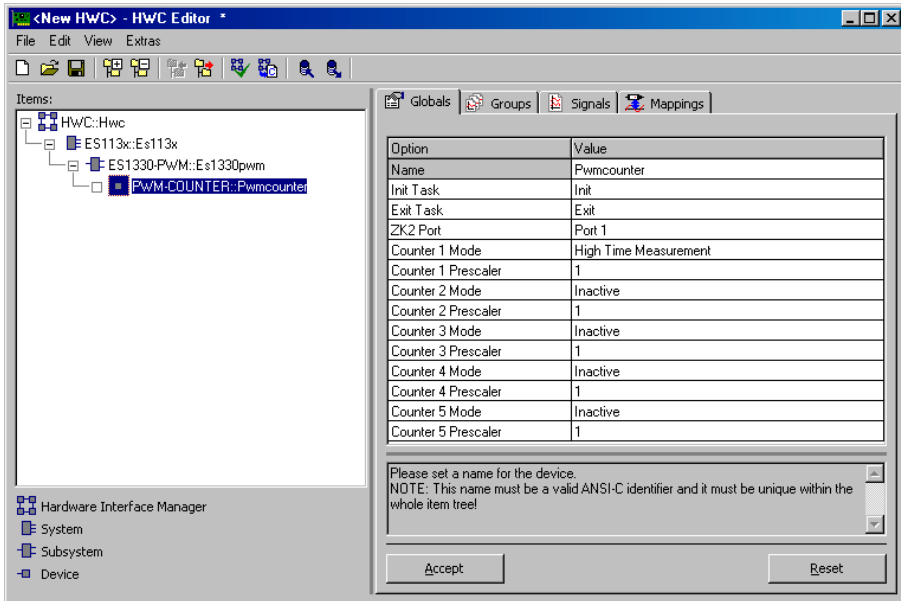 <New HWC> - HWC Editor *
File Edit View Extras
Items:
HWC::Hwc
ES113x::Es113x
ES1330-PWM::Es1330pwm
PWM-COUNTER::Pwmcounter
Hardware Interface Manager
System
Subsystem
Device
Globals Groups Signals Mappings
Option Value
Name Pwmcounter
Init Task Init
Exit Task Exit
ZK2 Port Port 1
Counter 1 Mode High Time Measurement
Counter 1 Prescaler 1
Counter 2 Mode Inactive
Counter 2 Prescaler 1
Counter 3 Mode Inactive
Counter 3 Prescaler 1
Counter 4 Mode Inactive
Counter 4 Prescaler 1
Counter 5 Mode Inactive
Counter 5 Prescaler 1
Please set a name for the device.
NOTE: This name must be a valid ANSI-C identifier and it must be unique within the
whole item tree!
Accept Reset